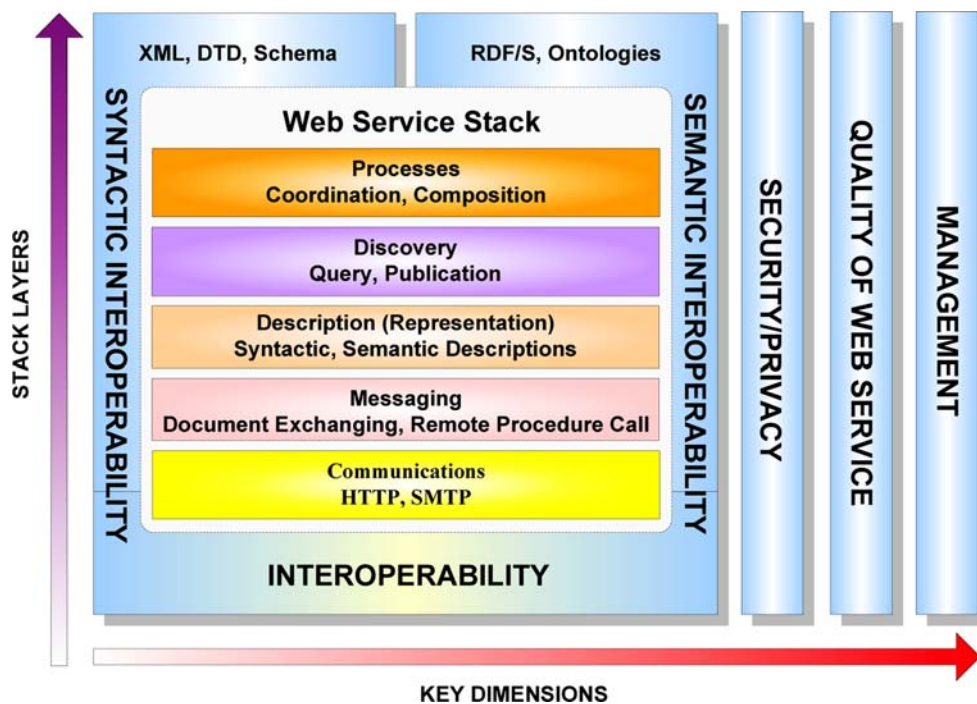 XML, DTD, Schema
RDF/S, Ontologies
SYNTACTIC INTEROPERABILITY
Web Service Stack
Processes
Coordination, Composition
Discovery
Query, Publication
Description (Representation)
Syntactic, Semantic Descriptions
Messaging
Document Exchanging, Remote Procedure Call
Communications
HTTP, SMTP
SEMANTIC INTEROPERABILITY
INTEROPERABILITY
SECURITY/PRIVACY
QUALITY OF WEB SERVICE
MANAGEMENT
STACK LAYERS
KEY DIMENSIONS